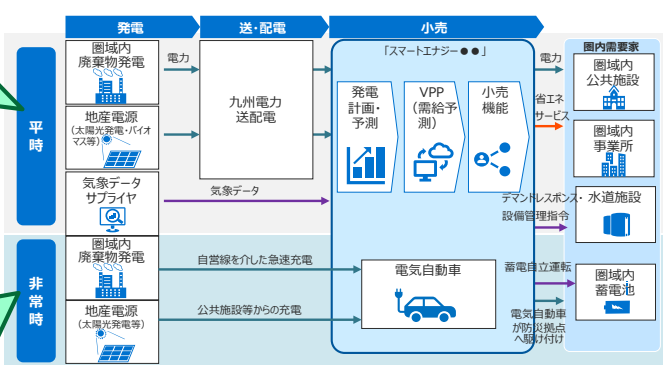 発電
送・配電
小売
平時
圏域内
廃棄物発電
電力
地産電源
(太陽光発電・バイオ
マス等)
気象データ
サプライヤ
気象データ
九州電力
送配電
「スマートエナジー●●」
発電
計画・
予測
VPP
(需給予
測)
小売
機能
電力
省エネ
サービス
デマンドレスポンス・
設備管理指令
圏内需要家
圏域内
公共施設
圏域内
事業所
水道施設
非常時
圏域内
廃棄物発電
自営線を介した急速充電
地産電源
(太陽光発電等)
公共施設等からの充電
電気自動車
蓄電自立運転
電気自動車
が防災拠点
へ駆け付け
圏域内
蓄電池